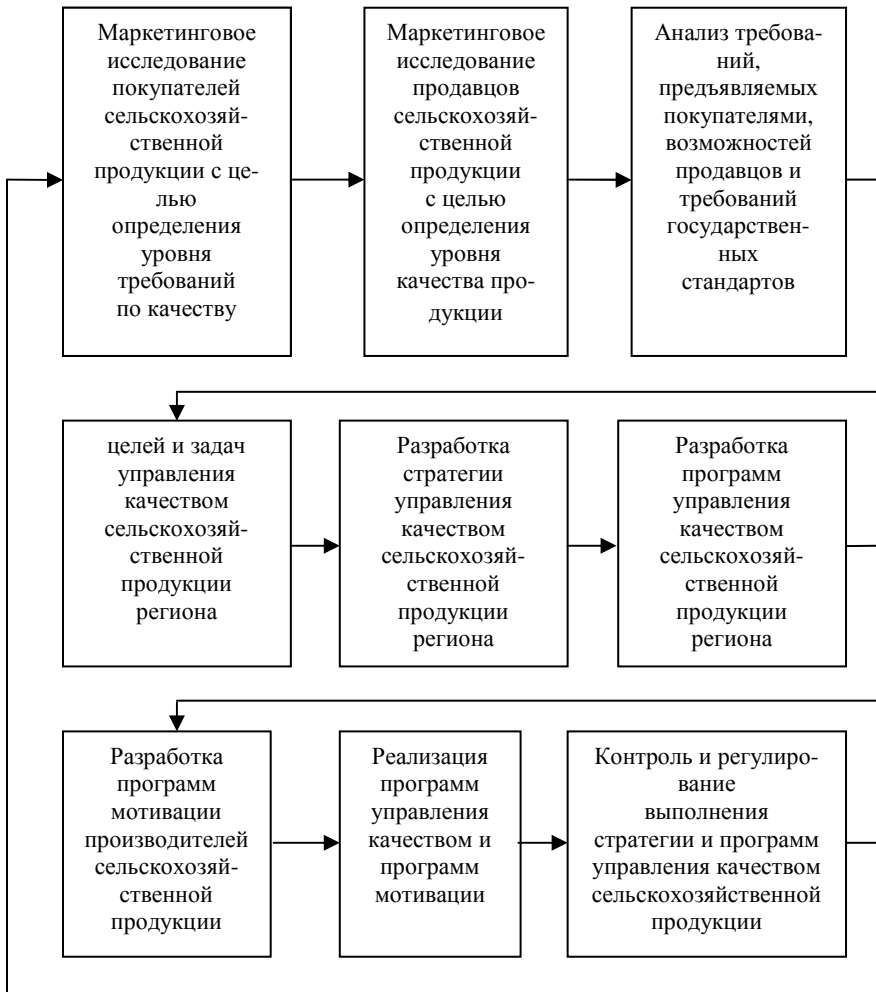 Маркетинговое
исследование
покупателей
сельскохозяй-
ственной
продукции с це-
лью
определения
уровня
требований
по качеству
Маркетинговое
исследование
продавцов
сельскохозяй-
ственной
продукции
с целью
определения
уровня
качества про-
дукции
Анализ требова-
ний,
предъявляемых
покупателями,
возможностей
продавцов и
требований
государствен-
ных
стандартов
целей и задач
управления
качеством
сельскохозяй-
ственной
продукции
региона
Разработка
стратегии
управления
качеством
сельскохозяй-
ственной
продукции
региона
Разработка
программ
управления
качеством
сельскохозяй-
ственной
продукции
региона
Разработка
программ
мотивации
производителей
сельскохозяй-
ственной
продукции
Реализация
программ
управления
качеством и
программ
мотивации
Контроль и регулиро-
вание
выполнения
стратегии и программ
управления качеством
сельскохозяйственной
продукции